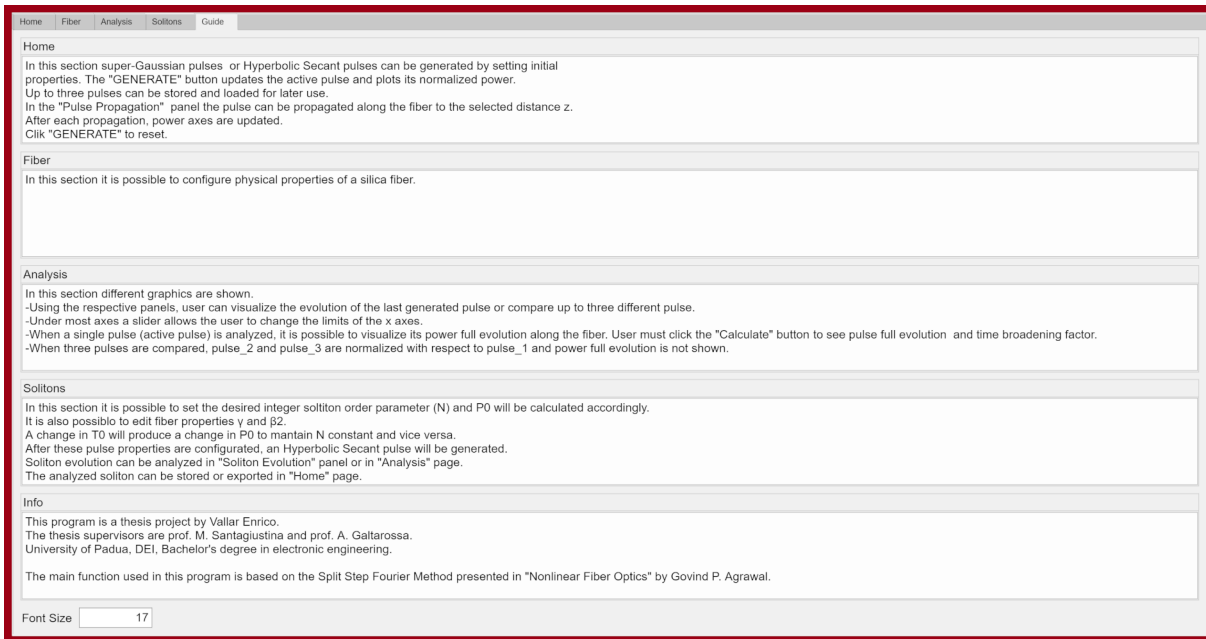 Home Fiber Analysis Solitons Guide
Home
In this section super-Gaussian pulses or Hyperbolic Secant pulses can be generated by setting initial
properties. The "GENERATE" button updates the active pulse and plots its normalized power.
Up to three pulses can be stored and loaded for later use.
In the "Pulse Propagation" panel the pulse can be propagated along the fiber to the selected distance z.
After each propagation, power axes are updated.
Clik "GENERATE" to reset.
Fiber
In this section it is possible to configure physical properties of a silica fiber.
Analysis
In this section different graphics are shown.
-Using the respective panels, user can visualize the evolution of the last generated pulse or compare up to three different pulse.
-Under most axes a slider allows the user to change the limits of the x axes.
-When a single pulse (active pulse) is analyzed, it is possible to visualize its power full evolution along the fiber. User must click the "Calculate" button to see pulse full evolution and time broadening factor.
-When three pulses are compared, pulse_2 and pulse_3 are normalized with respect to pulse_1 and power full evolution is not shown.
Solitons
In this section it is possible to set the desired integer soltiton order parameter (N) and P0 will be calculated accordingly.
It is also possiblo to edit fiber properties γ and β2.
A change in T0 will produce a change in P0 to mantain N constant and vice versa.
After these pulse properties are configurated, an Hyperbolic Secant pulse will be generated.
Soliton evolution can be analyzed in "Soliton Evolution" panel or in "Analysis" page.
The analyzed soliton can be stored or exported in "Home" page.
Info
This program is a thesis project by Vallar Enrico.
The thesis supervisors are prof. M. Santagiustina and prof. A. Galtarossa.
University of Padua, DEI, Bachelor's degree in electronic engineering.
The main function used in this program is based on the Split Step Fourier Method presented in "Nonlinear Fiber Optics" by Govind P. Agrawal.
Font Size 17